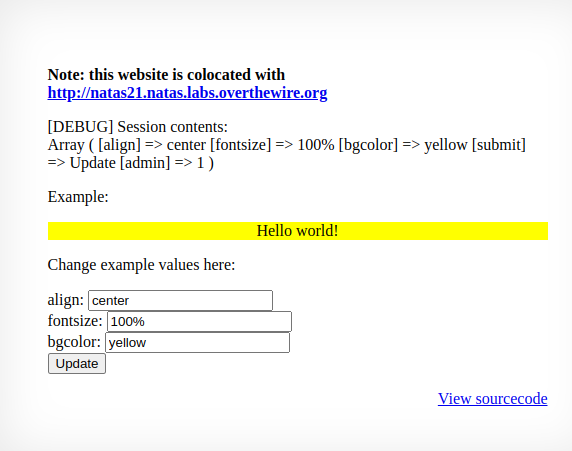 Note: this website is colocated with
http://natas21.natas.labs.overthewire.org
[DEBUG] Session contents:
Array ( [align] => center [fontsize] => 100% [bgcolor] => yellow [submit]
=> Update [admin] => 1 )
Example:
Hello world!
Change example values here:
align: center
fontsize: 100%
bgcolor: yellow
Update
View sourcecode